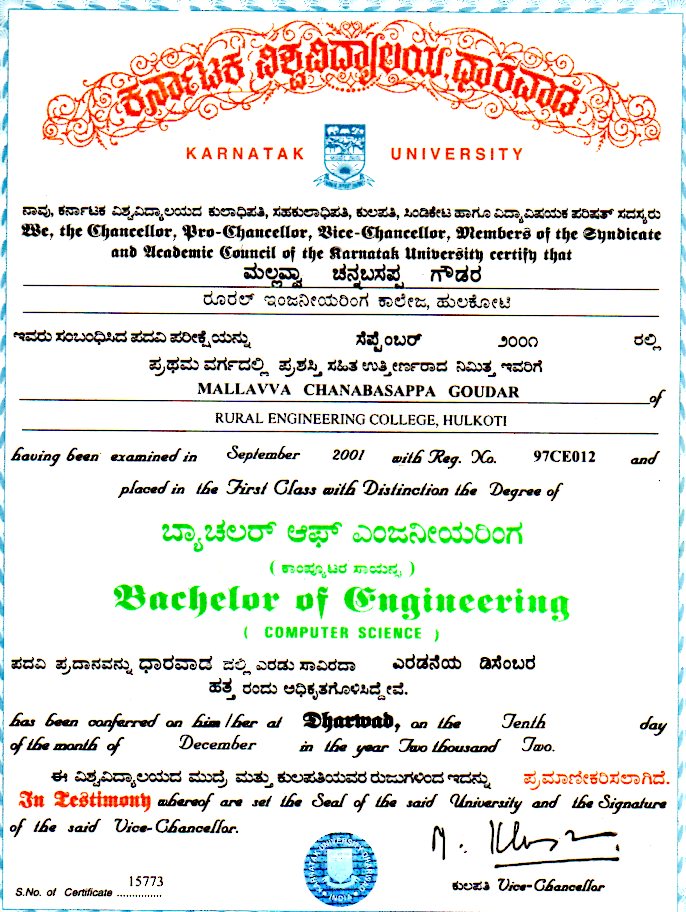 ಕರ್ನಾಟಕ ವಿಶ್ವವಿದ್ಯಾಲಯ, ಧಾರವಾಡ
KARNATAK UNIVERSITY
ನಾವು, ಕರ್ನಾಟಕ ವಿಶ್ವವಿದ್ಯಾಲಯದ ಕುಲಾಧಿಪತಿ, ಸಹಕುಲಾಧಿಪತಿ, ಕುಲಪತಿ, ಸಿಂಡಿಕೇಟ ಹಾಗೂ ವಿದ್ಯಾವಿಷಯಕ ಪರಿಷತ್ ಸದಸ್ಯರು
We, the Chancellor, Pro-Chancellor, Vice-Chancellor, Members of the Syndicate
and Academic Council of the Karnatak University certify that
ಮಲ್ಲವ್ವಾ ಚನ್ನಬಸಪ್ಪ ಗೌಡರ
ರೂರಲ್ ಇಂಜನೀಯರಿಂಗ ಕಾಲೇಜ, ಹುಲಕೋಟಿ
ಇವರು ಸಂಬಂಧಿಸಿದ ಪದವಿ ಪರೀಕ್ಷೆಯನ್ನು ಸೆಪ್ಟೆಂಬರ್ ೨೦೦೧ ರಲ್ಲಿ
ಪ್ರಥಮ ವರ್ಗದಲ್ಲಿ ಪ್ರಶಸ್ತಿ ಸಹಿತ ಉತ್ತೀರ್ಣರಾದ ನಿಮಿತ್ತ ಇವರಿಗೆ
MALLAVVA CHANABASAPPA GOUDAR of
RURAL ENGINEERING COLLEGE, HULKOTI
having been examined in September 2001 with Reg. No. 97CE012 and
placed in the First Class with Distinction the Degree of
ಬ್ಯಾಚಲರ್ ಆಫ್ ಎಂಜನೀಯರಿಂಗ
( ಕಾಂಪ್ಯೂಟರ ಸಾಯನ್ಸ )
Bachelor of Engineering
( COMPUTER SCIENCE )
ಪದವಿ ಪ್ರದಾನವನ್ನು ಧಾರವಾಡ ದಲ್ಲಿ ಎರಡು ಸಾವಿರದಾ ಎರಡನೆಯ ಡಿಸೆಂಬರ
ಹತ್ತ ರಂದು ಅಧಿಕೃತಗೊಳಿಸಿದ್ದೇವೆ.
has been conferred on him/her at Dharwad, on the Tenth day
of the month of December in the year Two thousand Two.
ಈ ವಿಶ್ವವಿದ್ಯಾಲಯದ ಮುದ್ರೆ ಮತ್ತು ಕುಲಪತಿಯವರ ರುಜುಗಳಿಂದ ಇದನ್ನು ಪ್ರಮಾಣೀಕರಿಸಲಾಗಿದೆ.
In Testimony whereof are set the Seal of the said University and the Signature
of the said Vice-Chancellor.
15773
S.No. of Certificate ..............
ಕುಲಪತಿ Vice-Chancellor